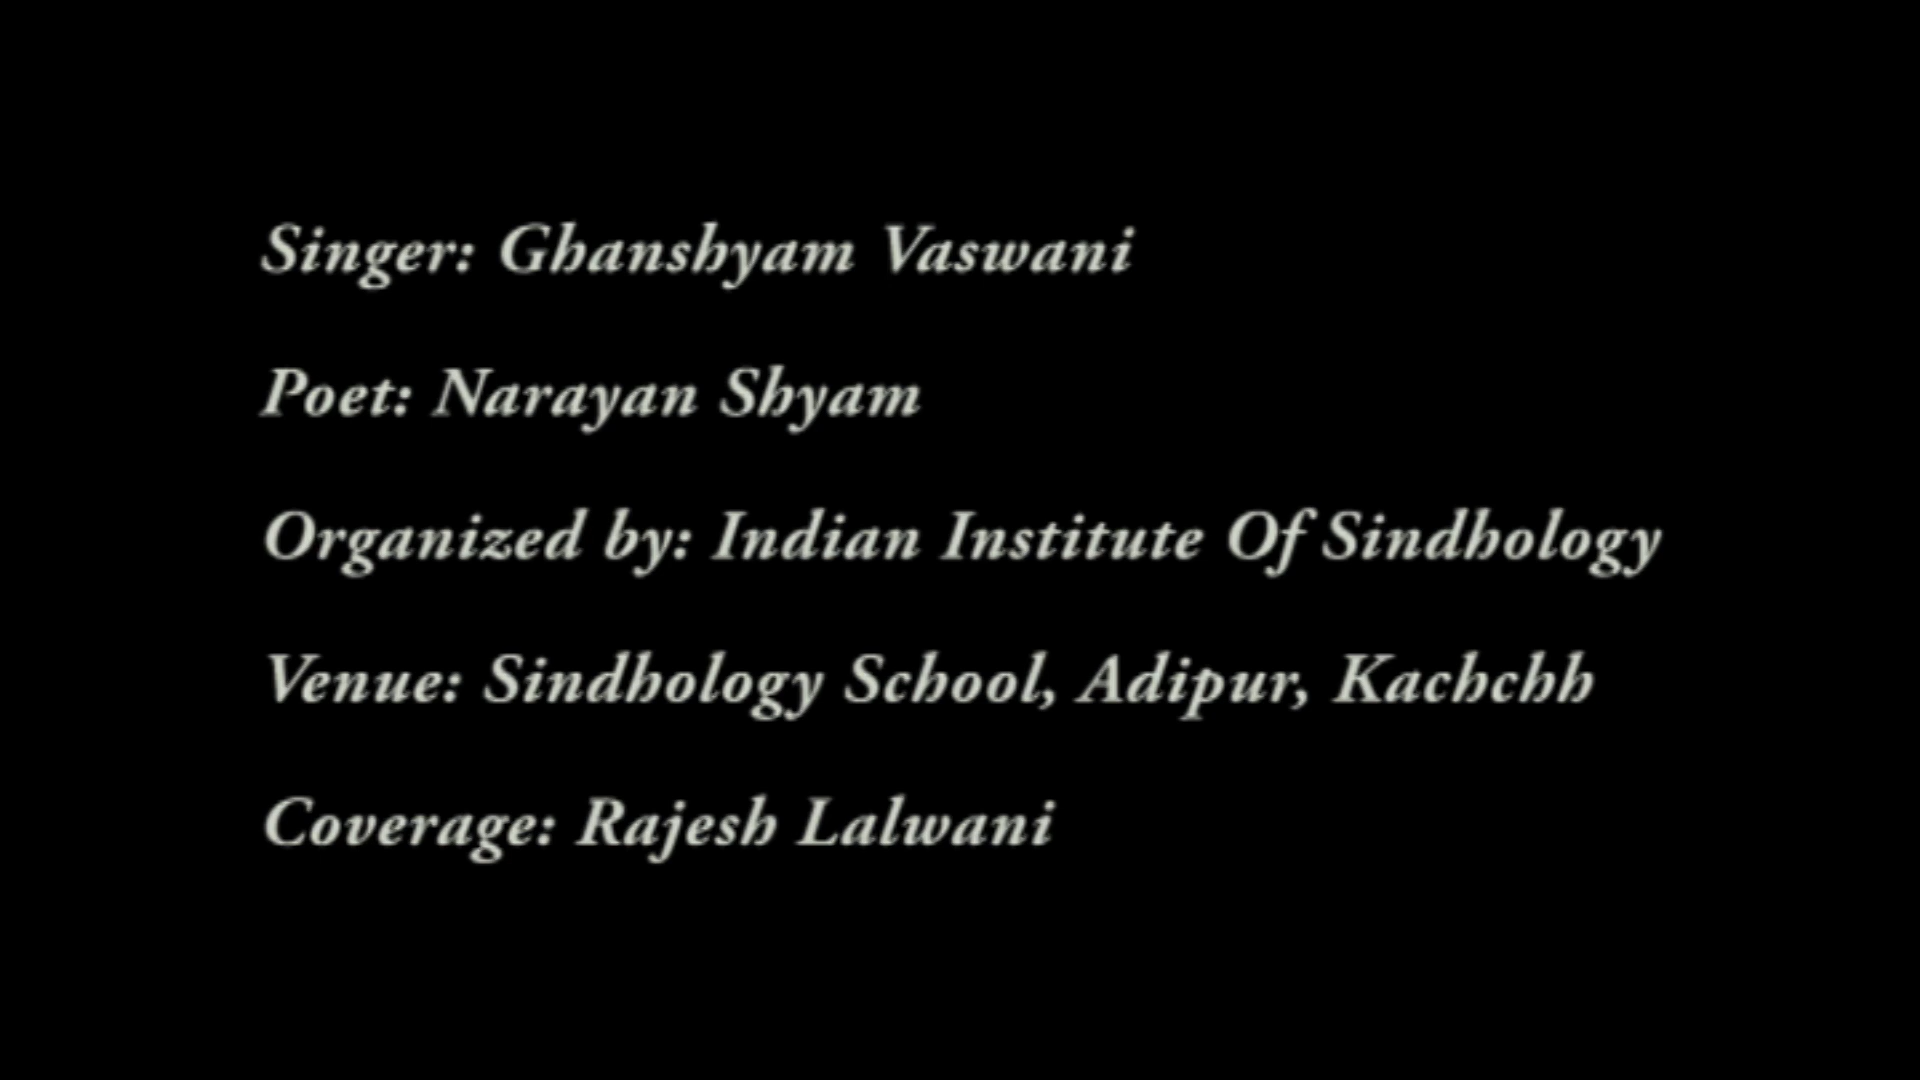 Singer: Ghanshyam Vaswani
Poet: Narayan Shyam
Organized by: Indian Institute Of Sindhology
Venue: Sindhology School, Adipur, Kachchh
Coverage: Rajesh Lalwani